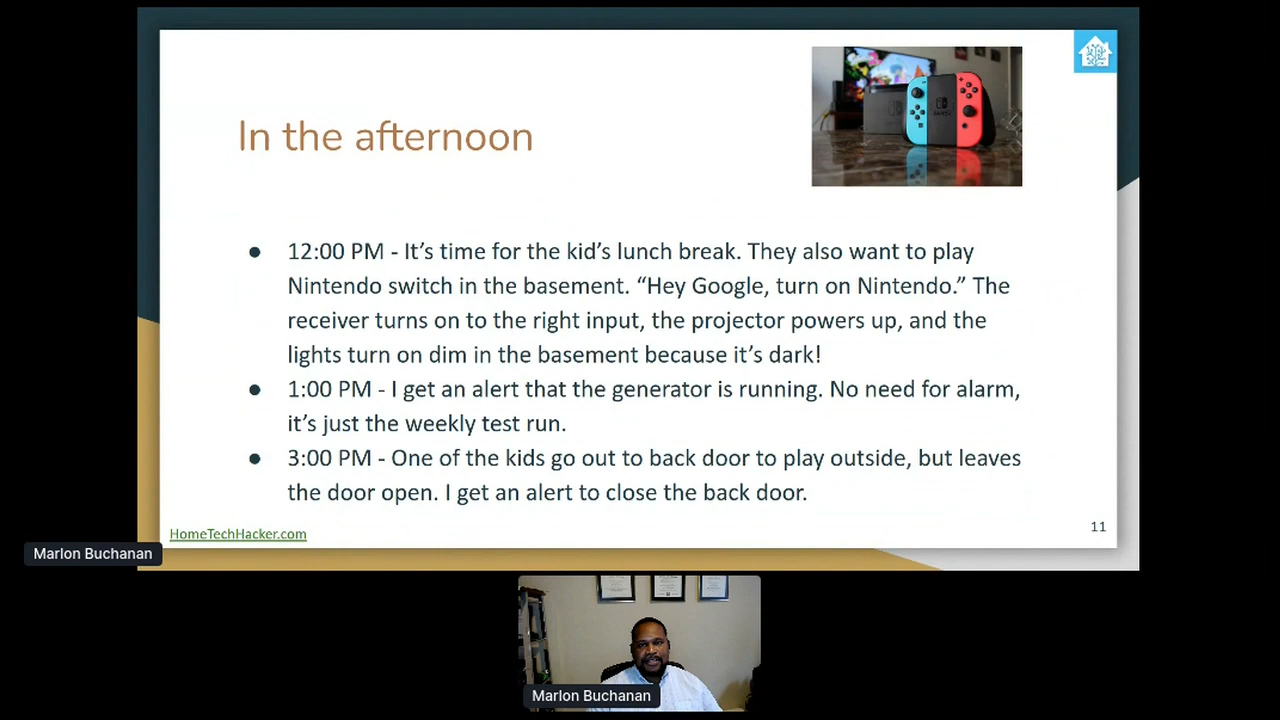 In the afternoon
● 12:00 PM - It’s time for the kid’s lunch break. They also want to play
Nintendo switch in the basement. “Hey Google, turn on Nintendo.” The
receiver turns on to the right input, the projector powers up, and the
lights turn on dim in the basement because it’s dark!
● 1:00 PM - I get an alert that the generator is running. No need for alarm,
it’s just the weekly test run.
● 3:00 PM - One of the kids go out to back door to play outside, but leaves
the door open. I get an alert to close the back door.
HomeTechHacker.com
11
Marlon Buchanan
Marlon Buchanan